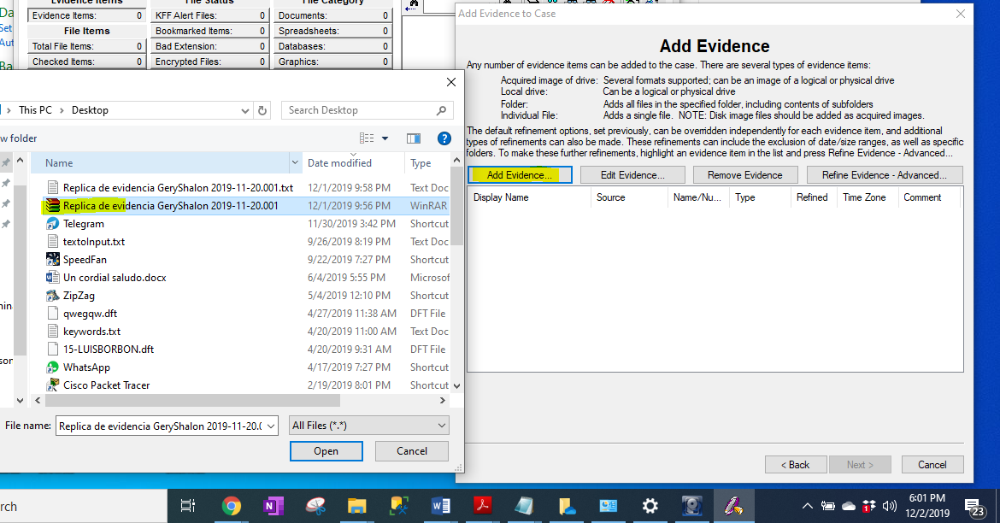 Evidence Items
File Status
File Category
Evidence Items: 0
KFF Alert Files: 0
Documents: 0
File Items
Bookmarked Items: 0
Spreadsheets: 0
Total File Items: 0
Bad Extension: 0
Databases: 0
Checked Items: 0
Encrypted Files: 0
Graphics: 0
This PC > Desktop
Search Desktop
w folder
Name
Date modified
Type
Replica de evidencia GeryShalon 2019-11-20.001.txt 12/1/2019 9:58 PM Text Doc
Replica de evidencia GeryShalon 2019-11-20.001 12/1/2019 9:56 PM WinRAR
Telegram 11/30/2019 3:42 PM Shortcut
textoInput.txt 9/26/2019 8:19 PM Text Doc
SpeedFan 9/22/2019 7:27 PM Shortcut
Un cordial saludo.docx 6/4/2019 5:55 PM Microsof
ZipZag 5/4/2019 12:10 PM Shortcut
qwegqw.dft 4/27/2019 11:38 AM DFT File
keywords.txt 4/20/2019 11:00 AM Text Doc
15-LUISBORBON.dft 4/20/2019 9:31 AM DFT File
WhatsApp 4/17/2019 7:27 PM Shortcut
Cisco Packet Tracer 2/19/2019 8:01 PM Shortcut
File name: Replica de evidencia GeryShalon 2019-11-20.0
All Files (*.*)
Open
Cancel
Add Evidence to Case
Add Evidence
Any number of evidence items can be added to the case. There are several types of evidence items:
Acquired image of drive: Several formats supported; can be an image of a logical or physical drive
Local drive: Can be a logical or physical drive
Folder: Adds all files in the specified folder, including contents of subfolders
Individual File: Adds a single file. NOTE: Disk image files should be added as acquired images.
The default refinement options, set previously, can be overridden independently for each evidence item, and additional
types of refinements can also be made. These refinements can include the exclusion of date/size ranges, as well as specific
folders. To make these further refinements, highlight an evidence item in the list and press Refine Evidence - Advanced...
Add Evidence...
Edit Evidence...
Remove Evidence
Refine Evidence - Advanced...
Display Name
Source
Name/Nu...
Type
Refined
Time Zone
Comment
< Back
Next >
Cancel
rch
6:01 PM
12/2/2019
23